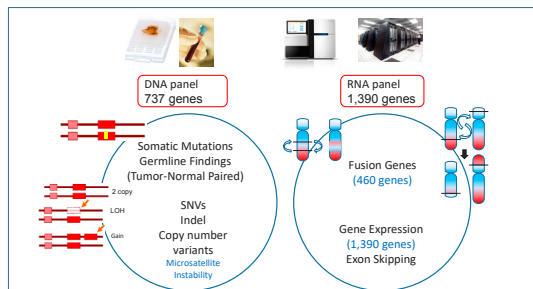 DNA panel
737 genes
RNA panel
1,390 genes
Somatic Mutations
Germline Findings
(Tumor-Normal Paired)
SNVs
Indel
Copy number
variants
Microsatellite
Instability
2 copy
LOH
Gain
Fusion Genes
(460 genes)
Gene Expression
(1,390 genes)
Exon Skipping